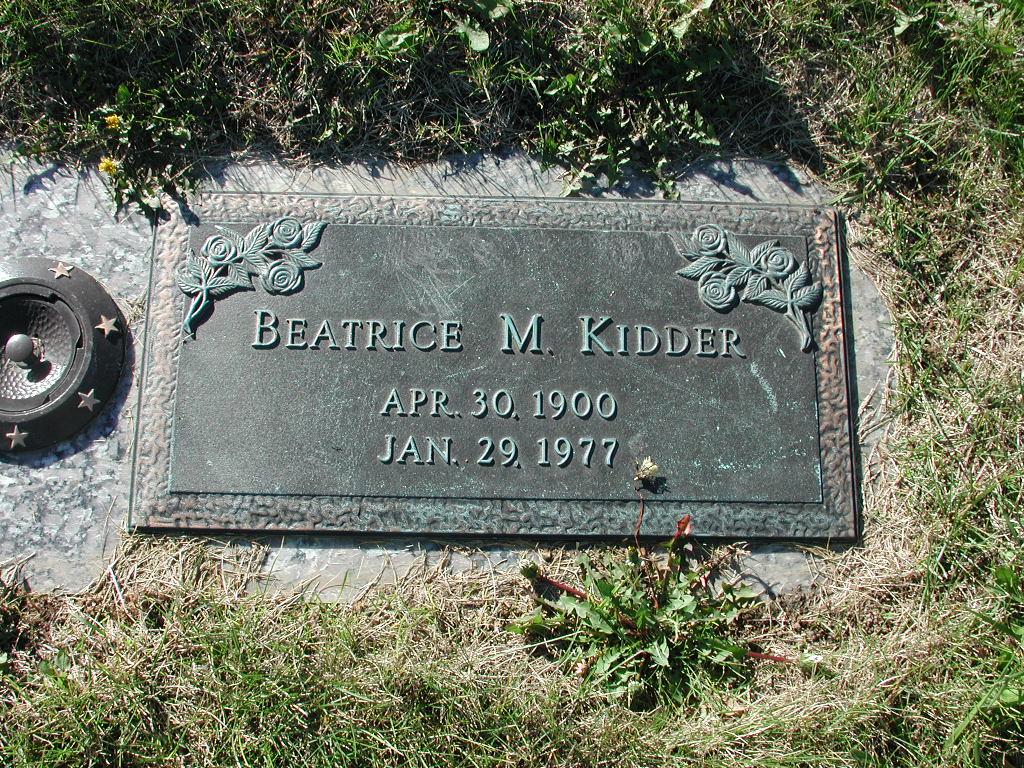 BEATRICE M. KIDDER
APR. 30, 1900
JAN. 29, 1977